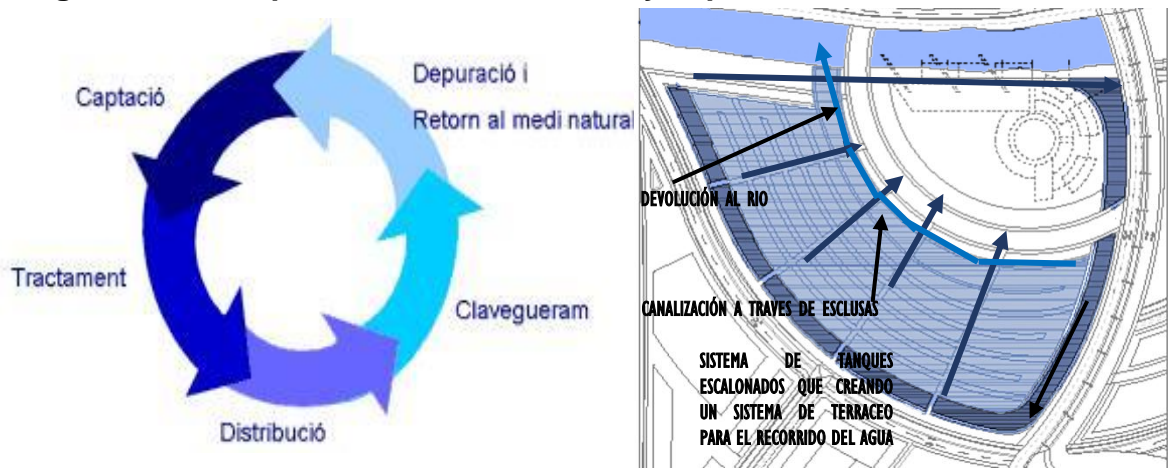 Captació
Depuració i
Retorn al medi natural
Tractament
Clavegueram
Distribució
DEVOLUCIÓN AL RIO
CANALIZACIÓN A TRAVES DE ESCLUSAS
SISTEMA DE TANQUES
ESCALONADOS QUE CREANDO
UN SISTEMA DE TERRACEO
PARA EL RECORRIDO DEL AGUA